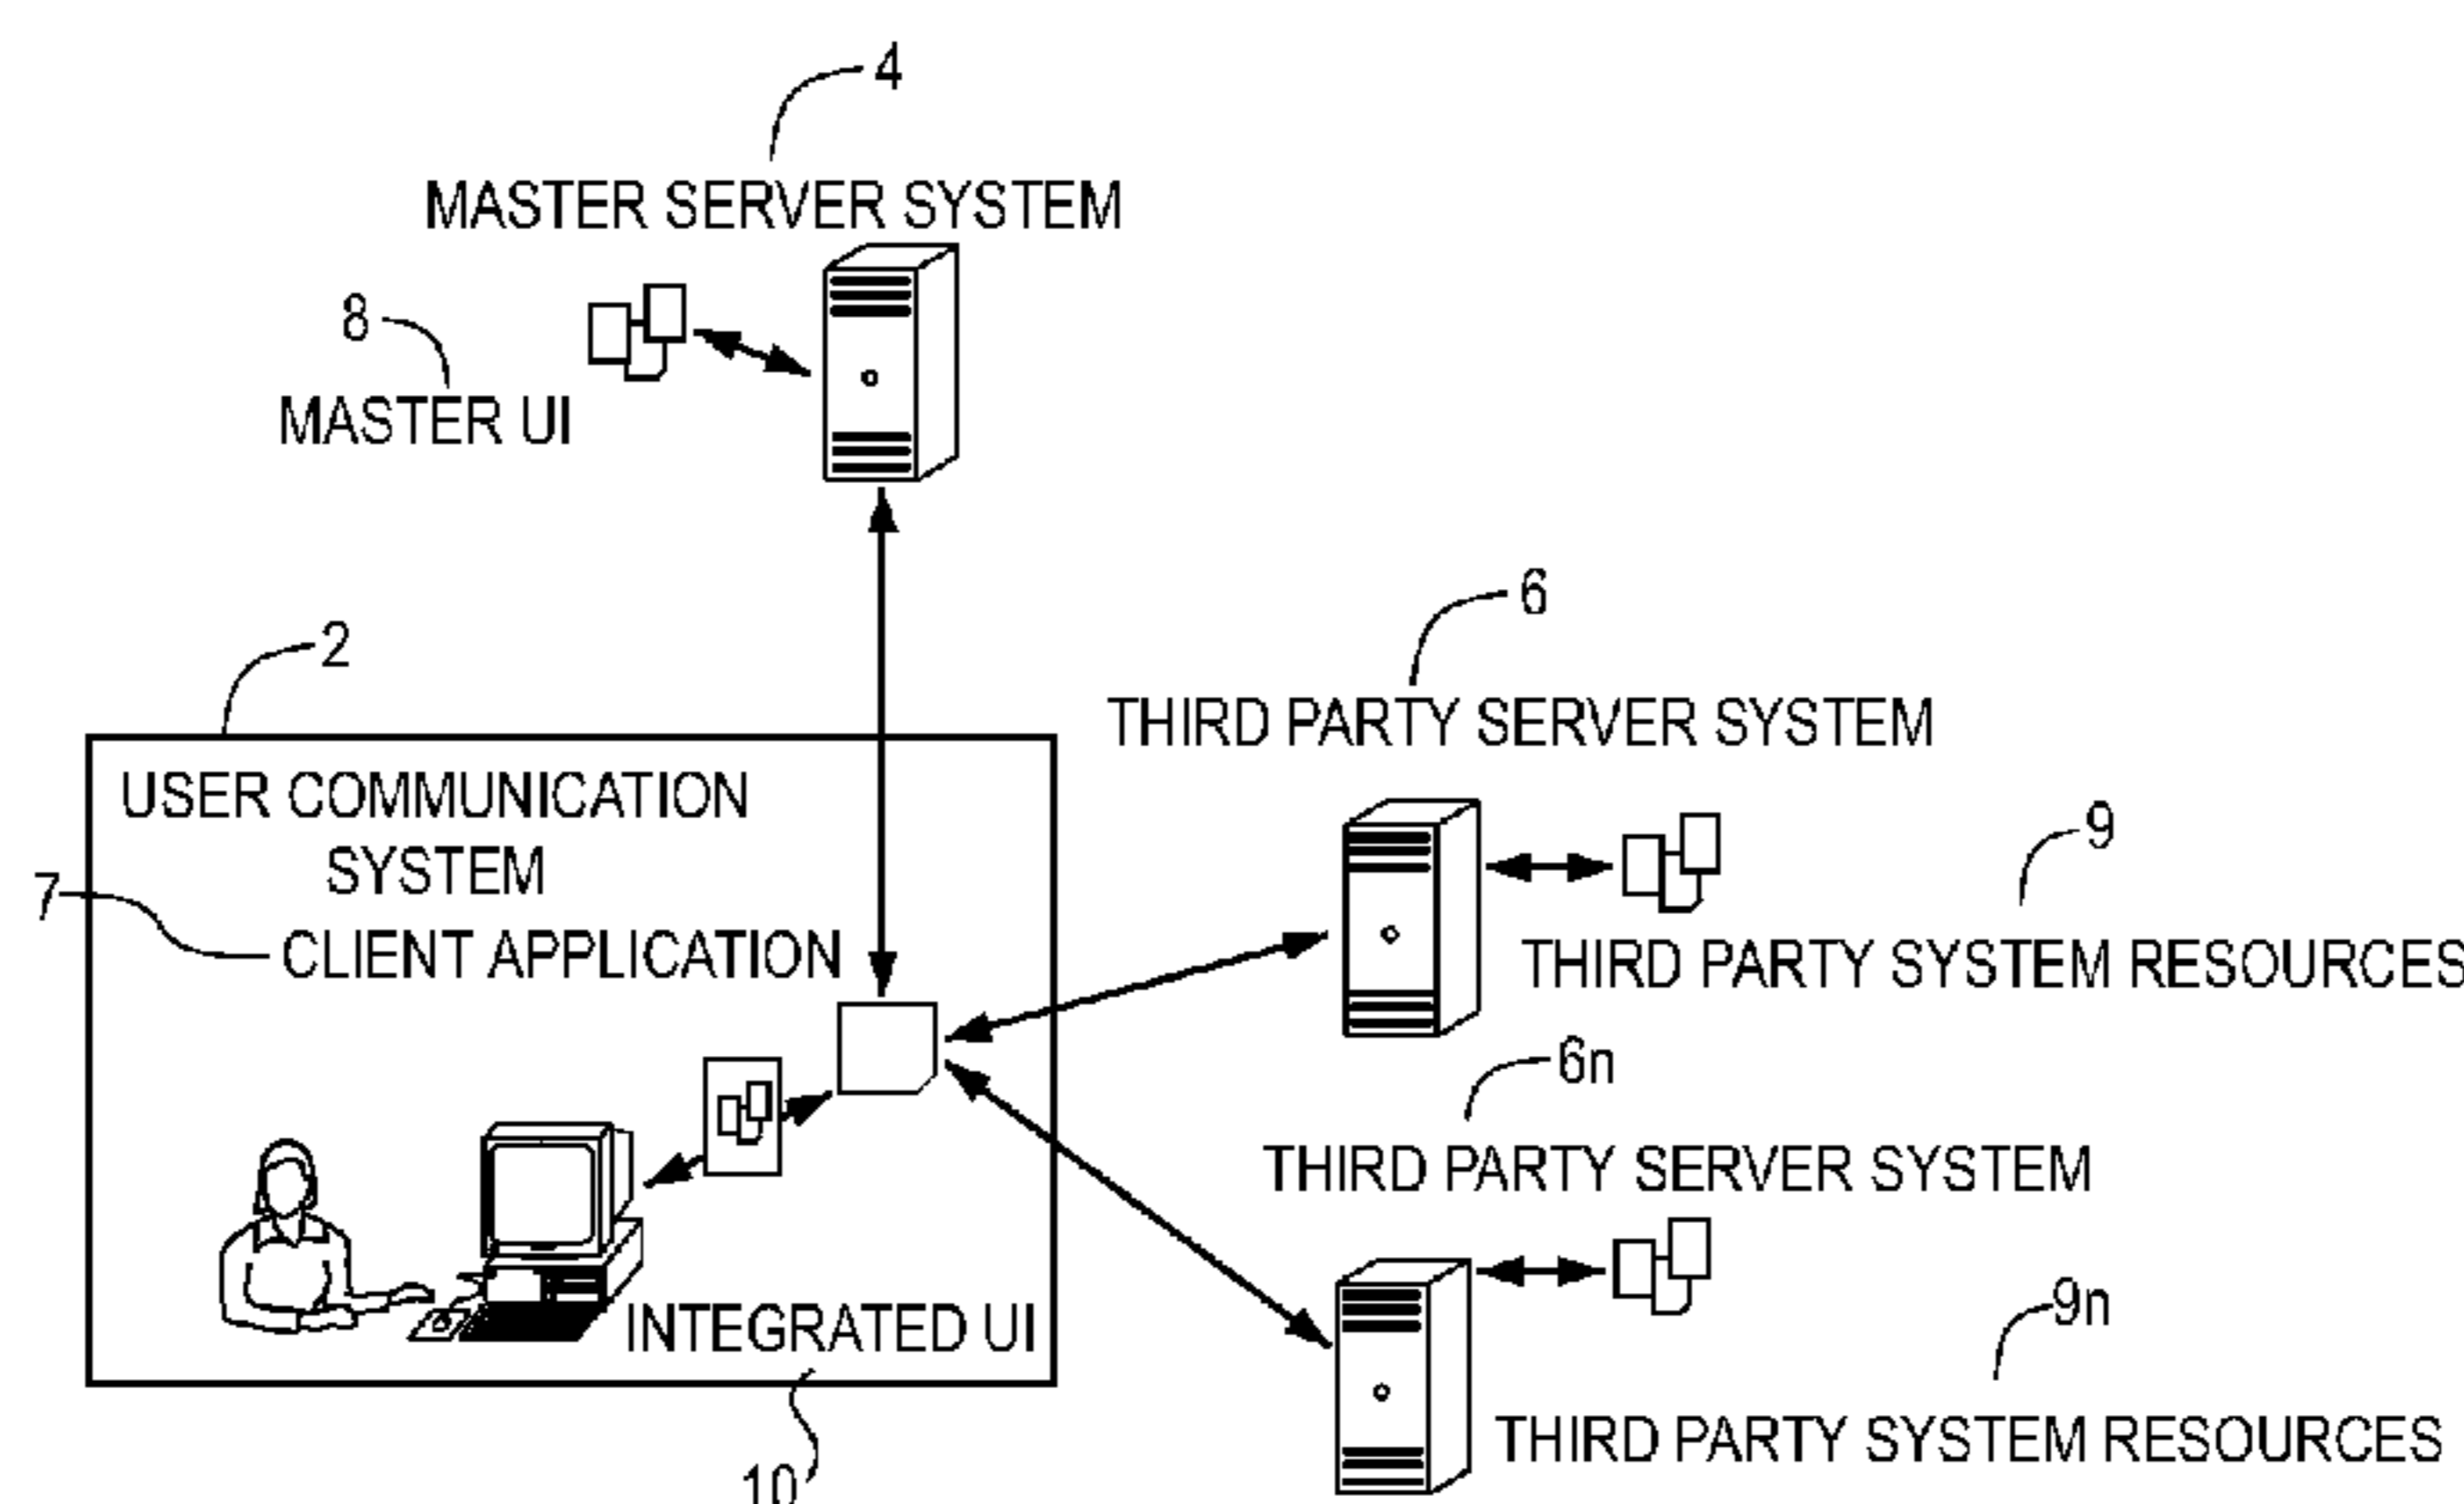 4
MASTER SERVER SYSTEM
8
MASTER UI
6
2
THIRD PARTY SERVER SYSTEM
USER COMMUNICATION
SYSTEM
9
7
CLIENT APPLICATION
THIRD PARTY SYSTEM RESOURCES
6n
THIRD PARTY SERVER SYSTEM
9n
INTEGRATED UI
THIRD PARTY SYSTEM RESOURCES
10